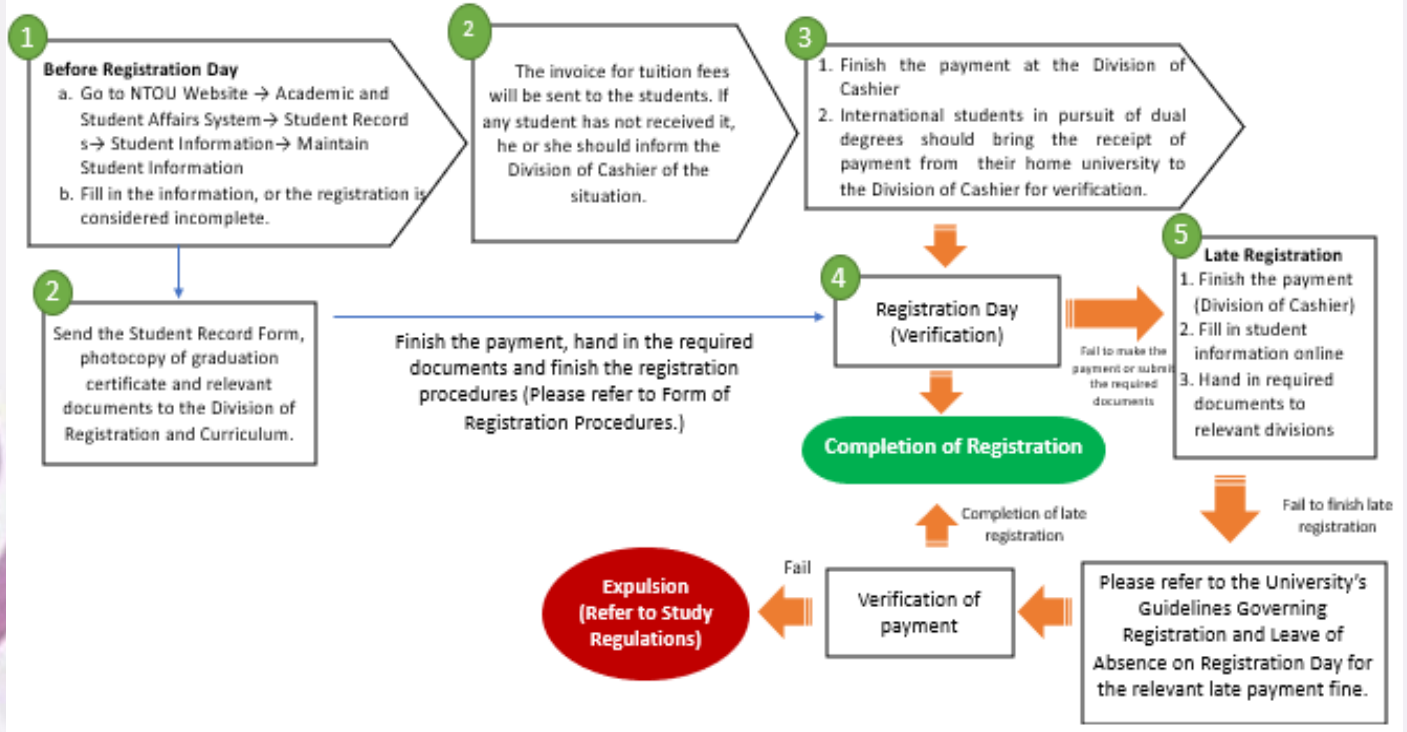 1
Before Registration Day
a. Go to NTOU Website → Academic and
Student Affairs System→ Student Record
s→ Student Information→ Maintain
Student Information
b. Fill in the information, or the registration is
considered incomplete.
2
The invoice for tuition fees
will be sent to the students. If
any student has not received it,
he or she should inform the
Division of Cashier of the
situation.
3
1. Finish the payment at the Division of
Cashier
2. International students in pursuit of dual
degrees should bring the receipt of
payment from their home university to
the Division of Cashier for verification.
2
Send the Student Record Form,
photocopy of graduation
certificate and relevant
documents to the Division of
Registration and Curriculum.
Finish the payment, hand in the required
documents and finish the registration
procedures (Please refer to Form of
Registration Procedures.)
4
Registration Day
(Verification)
Fail to make the
payment or submit
the required
documents
5
Late Registration
1. Finish the payment
(Division of Cashier)
2. Fill in student
information online
3. Hand in required
documents to
relevant divisions
Completion of Registration
Fail to finish late
registration
Completion of late
registration
Please refer to the University's
Guidelines Governing
Registration and Leave of
Absence on Registration Day for
the relevant late payment fine.
Verification of
payment
Fail
Expulsion
(Refer to Study
Regulations)